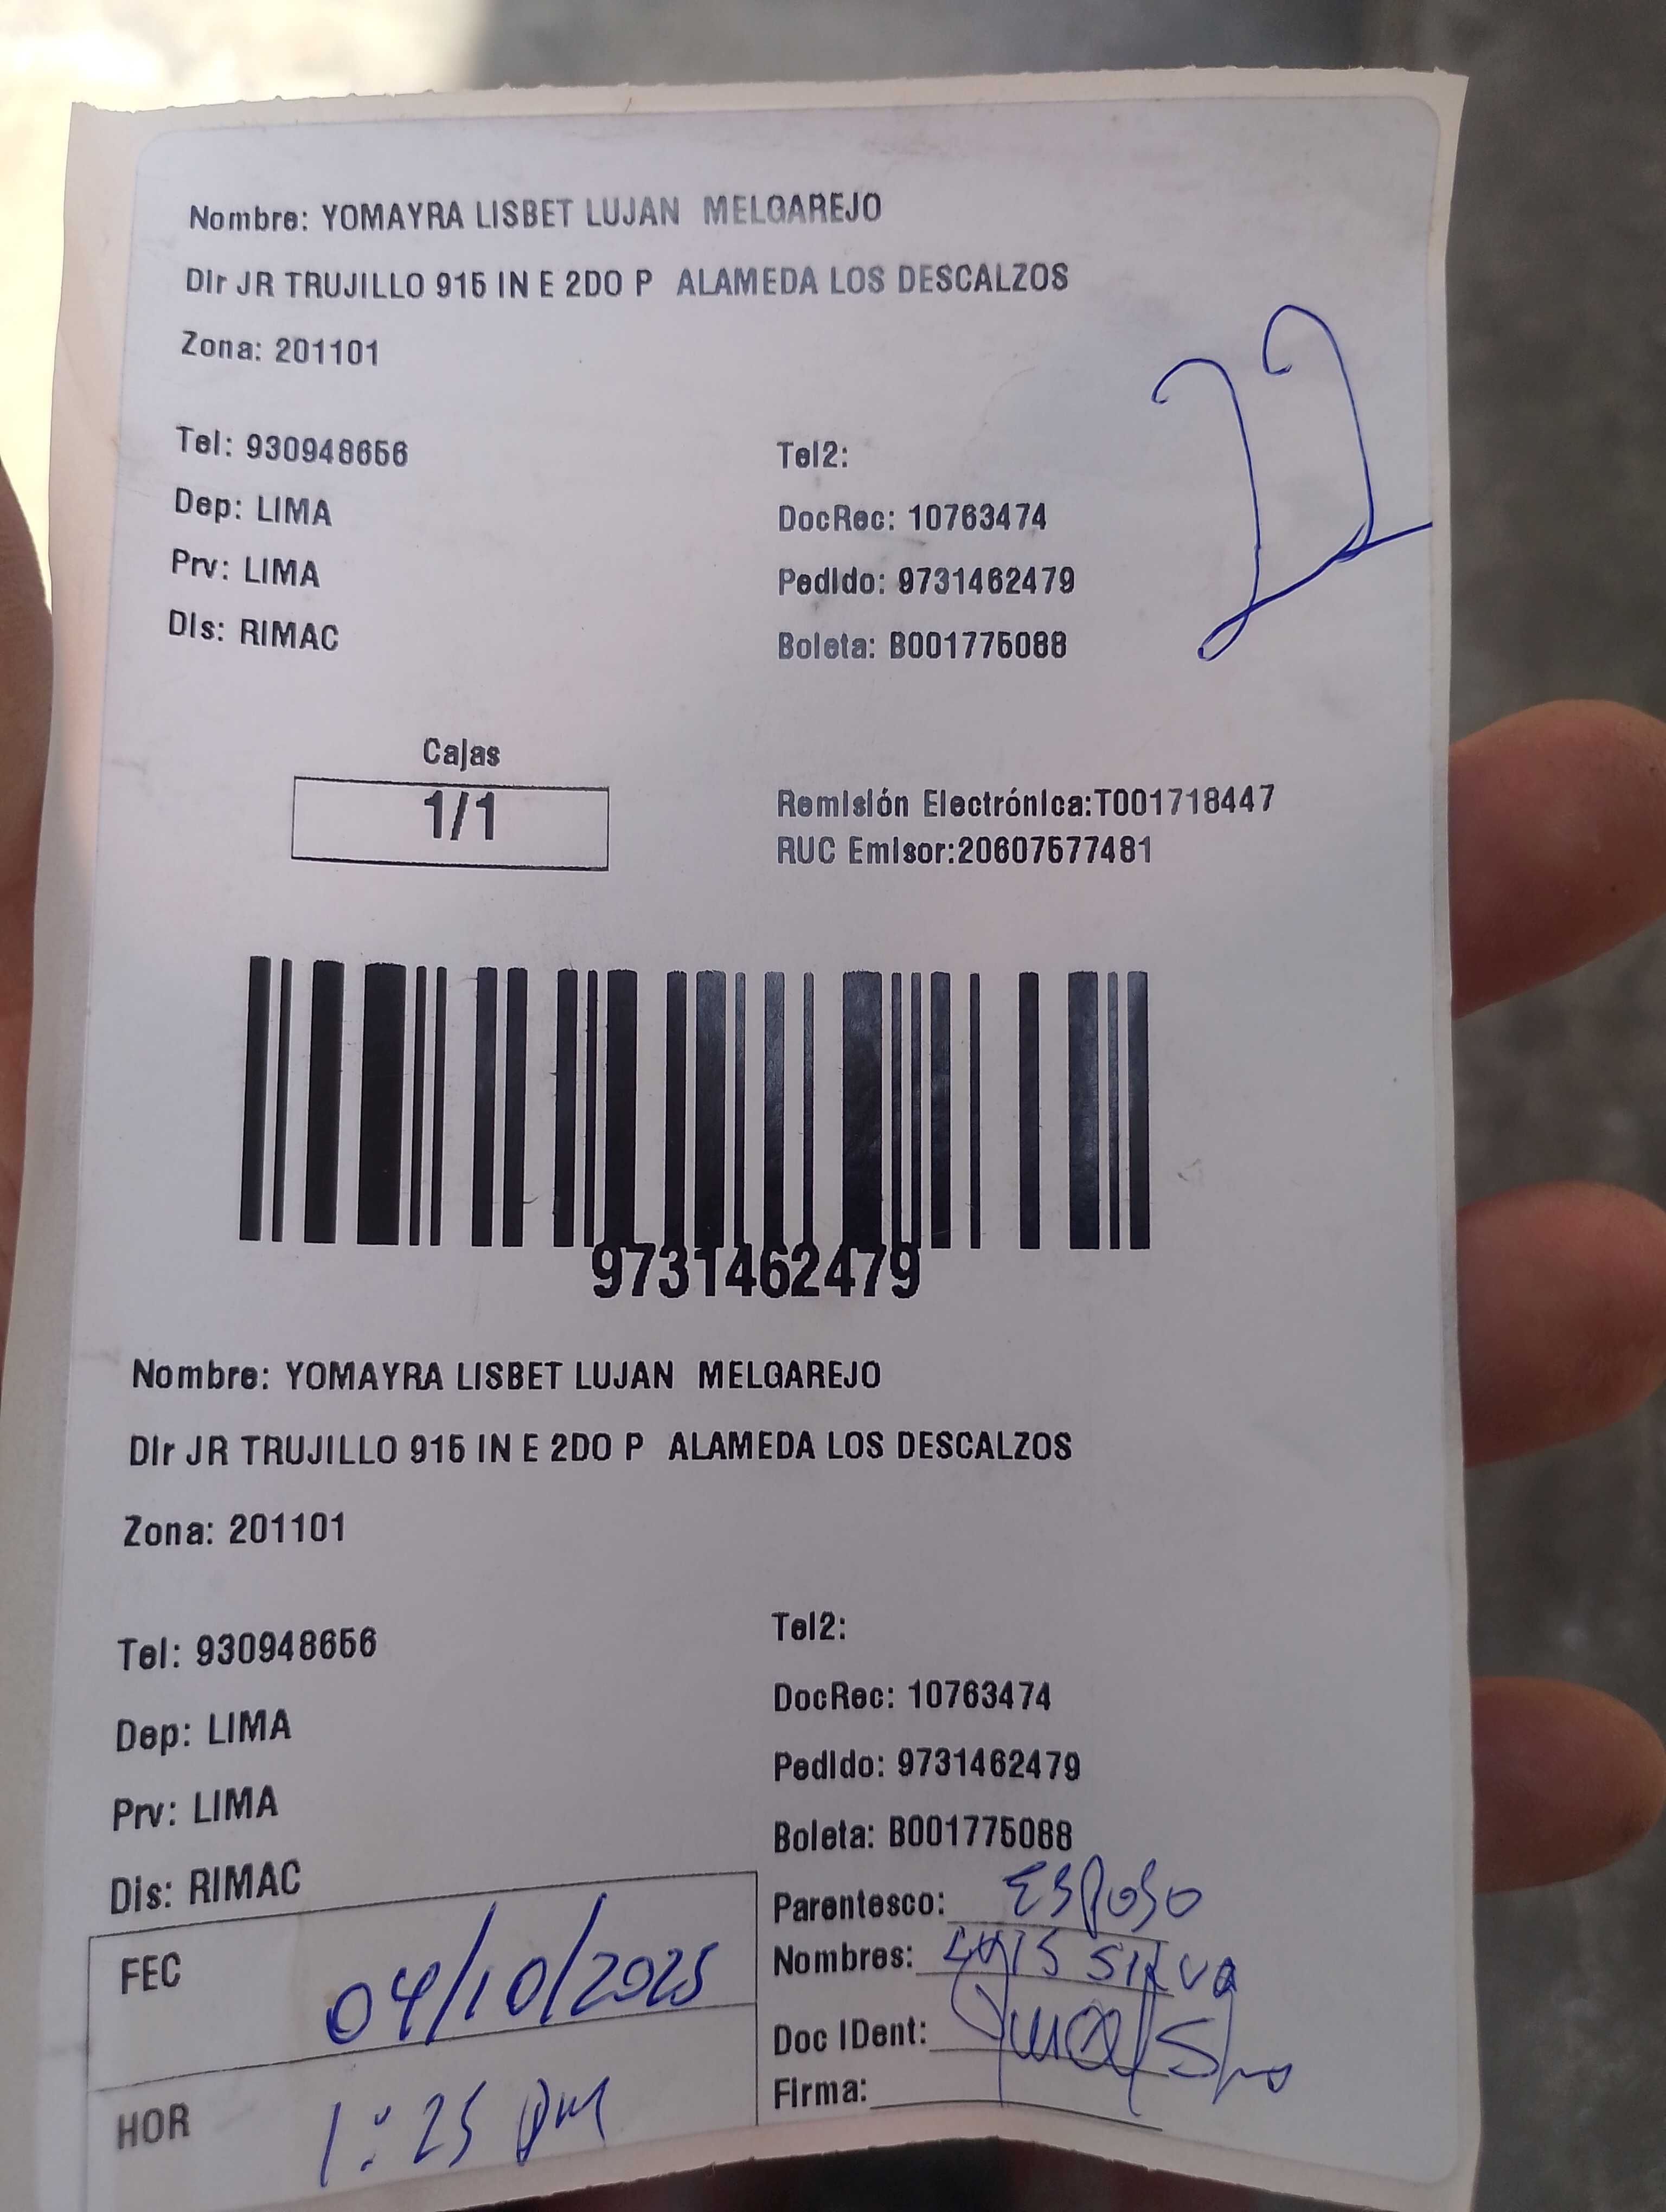 Nombre: YOMAYRA LISBET LUJAN MELGAREJO
Dir JR TRUJILLO 915 IN E 2DO P ALAMEDA LOS DESCALZOS
Zona: 201101
Tel: 930948656
Tel2:
Dep: LIMA
DocRec: 10763474
Prv: LIMA
Pedido: 9731462479
Dis: RIMAC
Boleta: B001775088
Cajas
1/1
Remisión Electrónica:T001718447
RUC Emisor:20607577481
9731462479
Nombre: YOMAYRA LISBET LUJAN MELGAREJO
Dir JR TRUJILLO 915 IN E 2DO P ALAMEDA LOS DESCALZOS
Zona: 201101
Tel: 930948656
Tel2:
Dep: LIMA
DocRec: 10763474
Prv: LIMA
Pedido: 9731462479
Dis: RIMAC
Boleta: B001775088
Parentesco: Esposo
Nombres: LUIS SILVA
Doc IDent:
Firma:
FEC 04/10/2025
HOR 1:25 pm